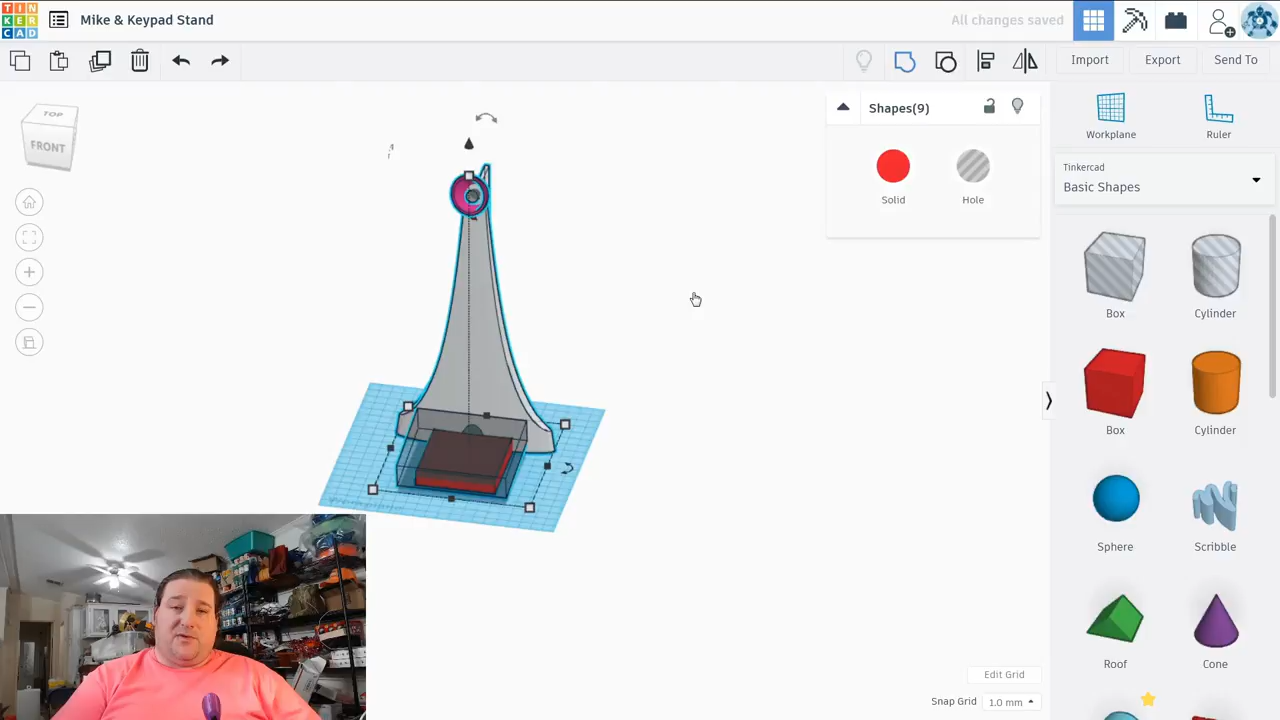 TIN
KER
CAD
Mike & Keypad Stand
All changes saved
Import
Export
Send To
TOP
FRONT
Shapes(9)
Solid
Hole
Workplane
Ruler
Tinkercad
Basic Shapes
Box
Cylinder
Box
Cylinder
Sphere
Scribble
Roof
Cone
Edit Grid
Snap Grid
1.0 mm